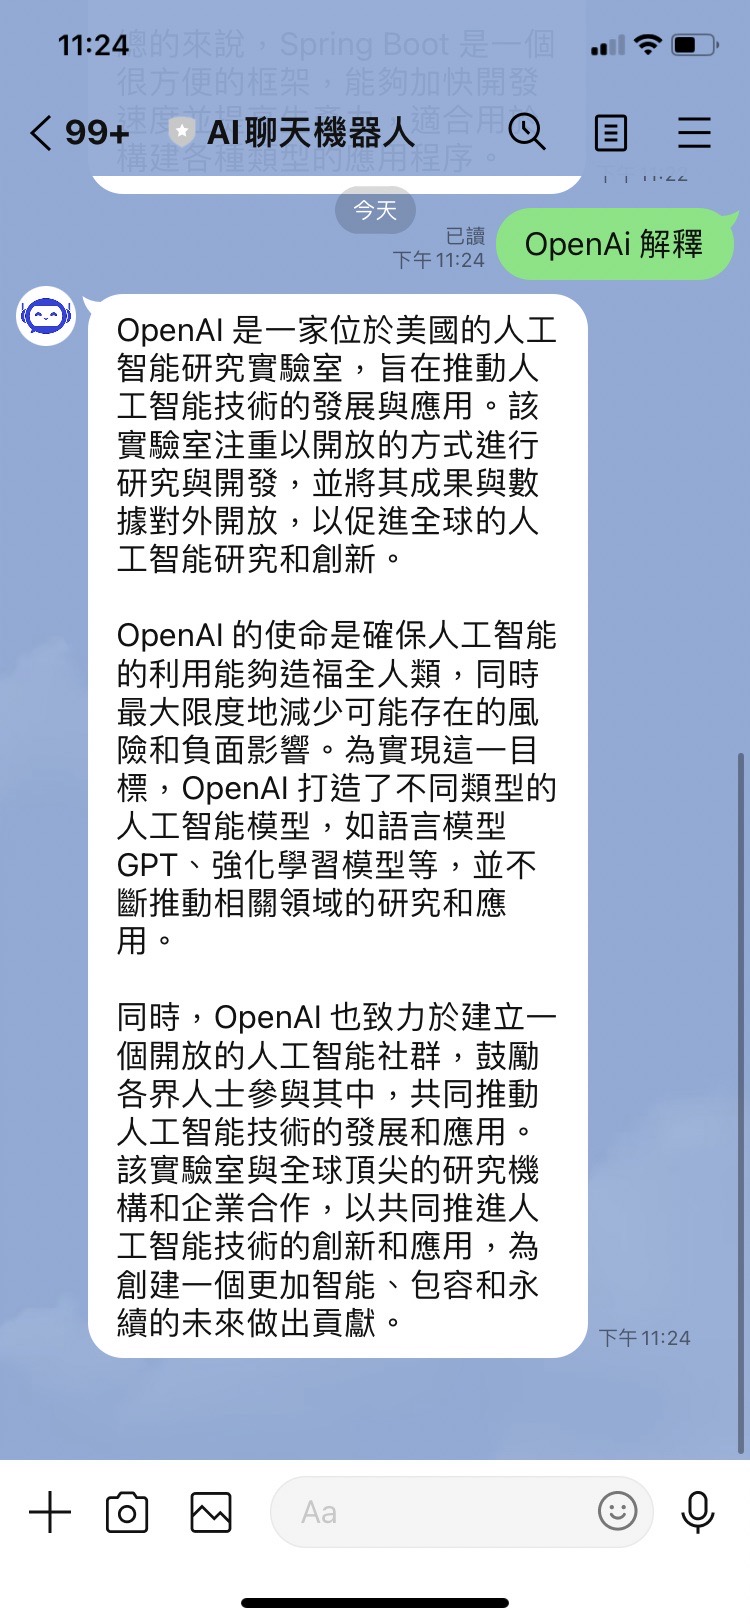 11:24
總的來說，Spring Boot 是一個
很方便的框架，能夠加快開發
99+
AI聊天機器人
構建各種類型的應用程序。
下午 11:22
今天
已讀
下午 11:24
OpenAi 解釋
OpenAI 是一家位於美國的人工
智能研究實驗室，旨在推動人
工智能技術的發展與應用。該
實驗室注重以開放的方式進行
研究與開發，並將其成果與數
據對外開放，以促進全球的人
工智能研究和創新。
OpenAI 的使命是確保人工智能
的利用能夠造福全人類，同時
最大限度地減少可能存在的風
險和負面影響。為實現這一目
標，OpenAI 打造了不同類型的
人工智能模型，如語言模型
GPT、強化學習模型等，並不
斷推動相關領域的研究和應
用。
同時，OpenAI 也致力於建立一
個開放的人工智能社群，鼓勵
各界人士參與其中，共同推動
人工智能技術的發展和應用。
該實驗室與全球頂尖的研究機
構和企業合作，以共同推進人
工智能技術的創新和應用，為
創建一個更加智能、包容和永
續的未來做出貢獻。
下午 11:24
Aa